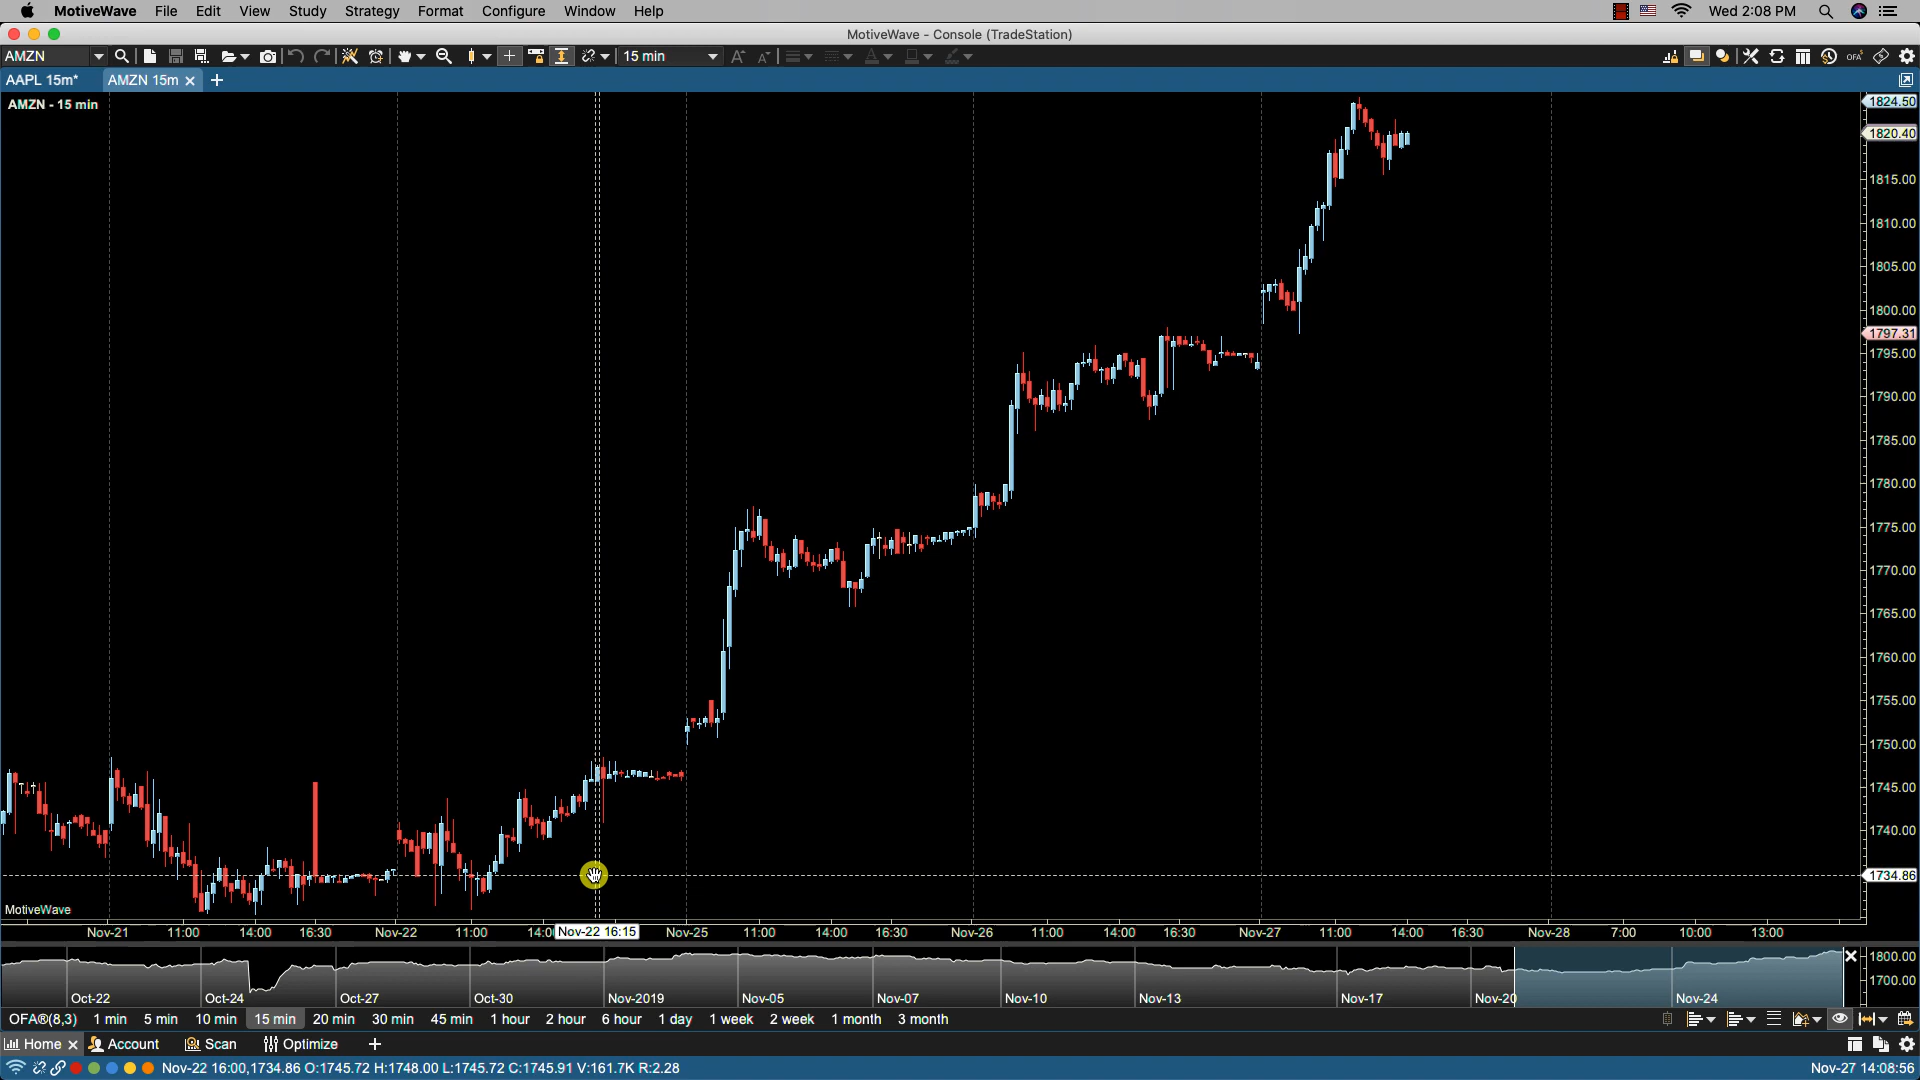 MotiveWave File Edit View Study Strategy Format Configure Window Help Wed 2:08 PM
MotiveWave - Console (TradeStation)
AMZN 15 min OFA
AAPL 15m* AMZN 15m
AMZN - 15 min
1824.50
1820.40
1815.00
1810.00
1805.00
1800.00
1797.31
1795.00
1790.00
1785.00
1780.00
1775.00
1770.00
1765.00
1760.00
1755.00
1750.00
1745.00
1740.00
1734.86
MotiveWave
Nov-21 11:00 14:00 16:30 Nov-22 11:00 14:0 Nov-22 16:15 Nov-25 11:00 14:00 16:30 Nov-26 11:00 14:00 16:30 Nov-27 11:00 14:00 16:30 Nov-28 7:00 10:00 13:00
1800.00
1700.00
Oct-22 Oct-24 Oct-27 Oct-30 Nov-2019 Nov-05 Nov-07 Nov-10 Nov-13 Nov-17 Nov-20 Nov-24
OFA®(8,3) 1 min 5 min 10 min 15 min 20 min 30 min 45 min 1 hour 2 hour 6 hour 1 day 1 week 2 week 1 month 3 month
Home Account Scan Optimize
Nov-22 16:00,1734.86 O:1745.72 H:1748.00 L:1745.72 C:1745.91 V:161.7K R:2.28 Nov-27 14:08:56